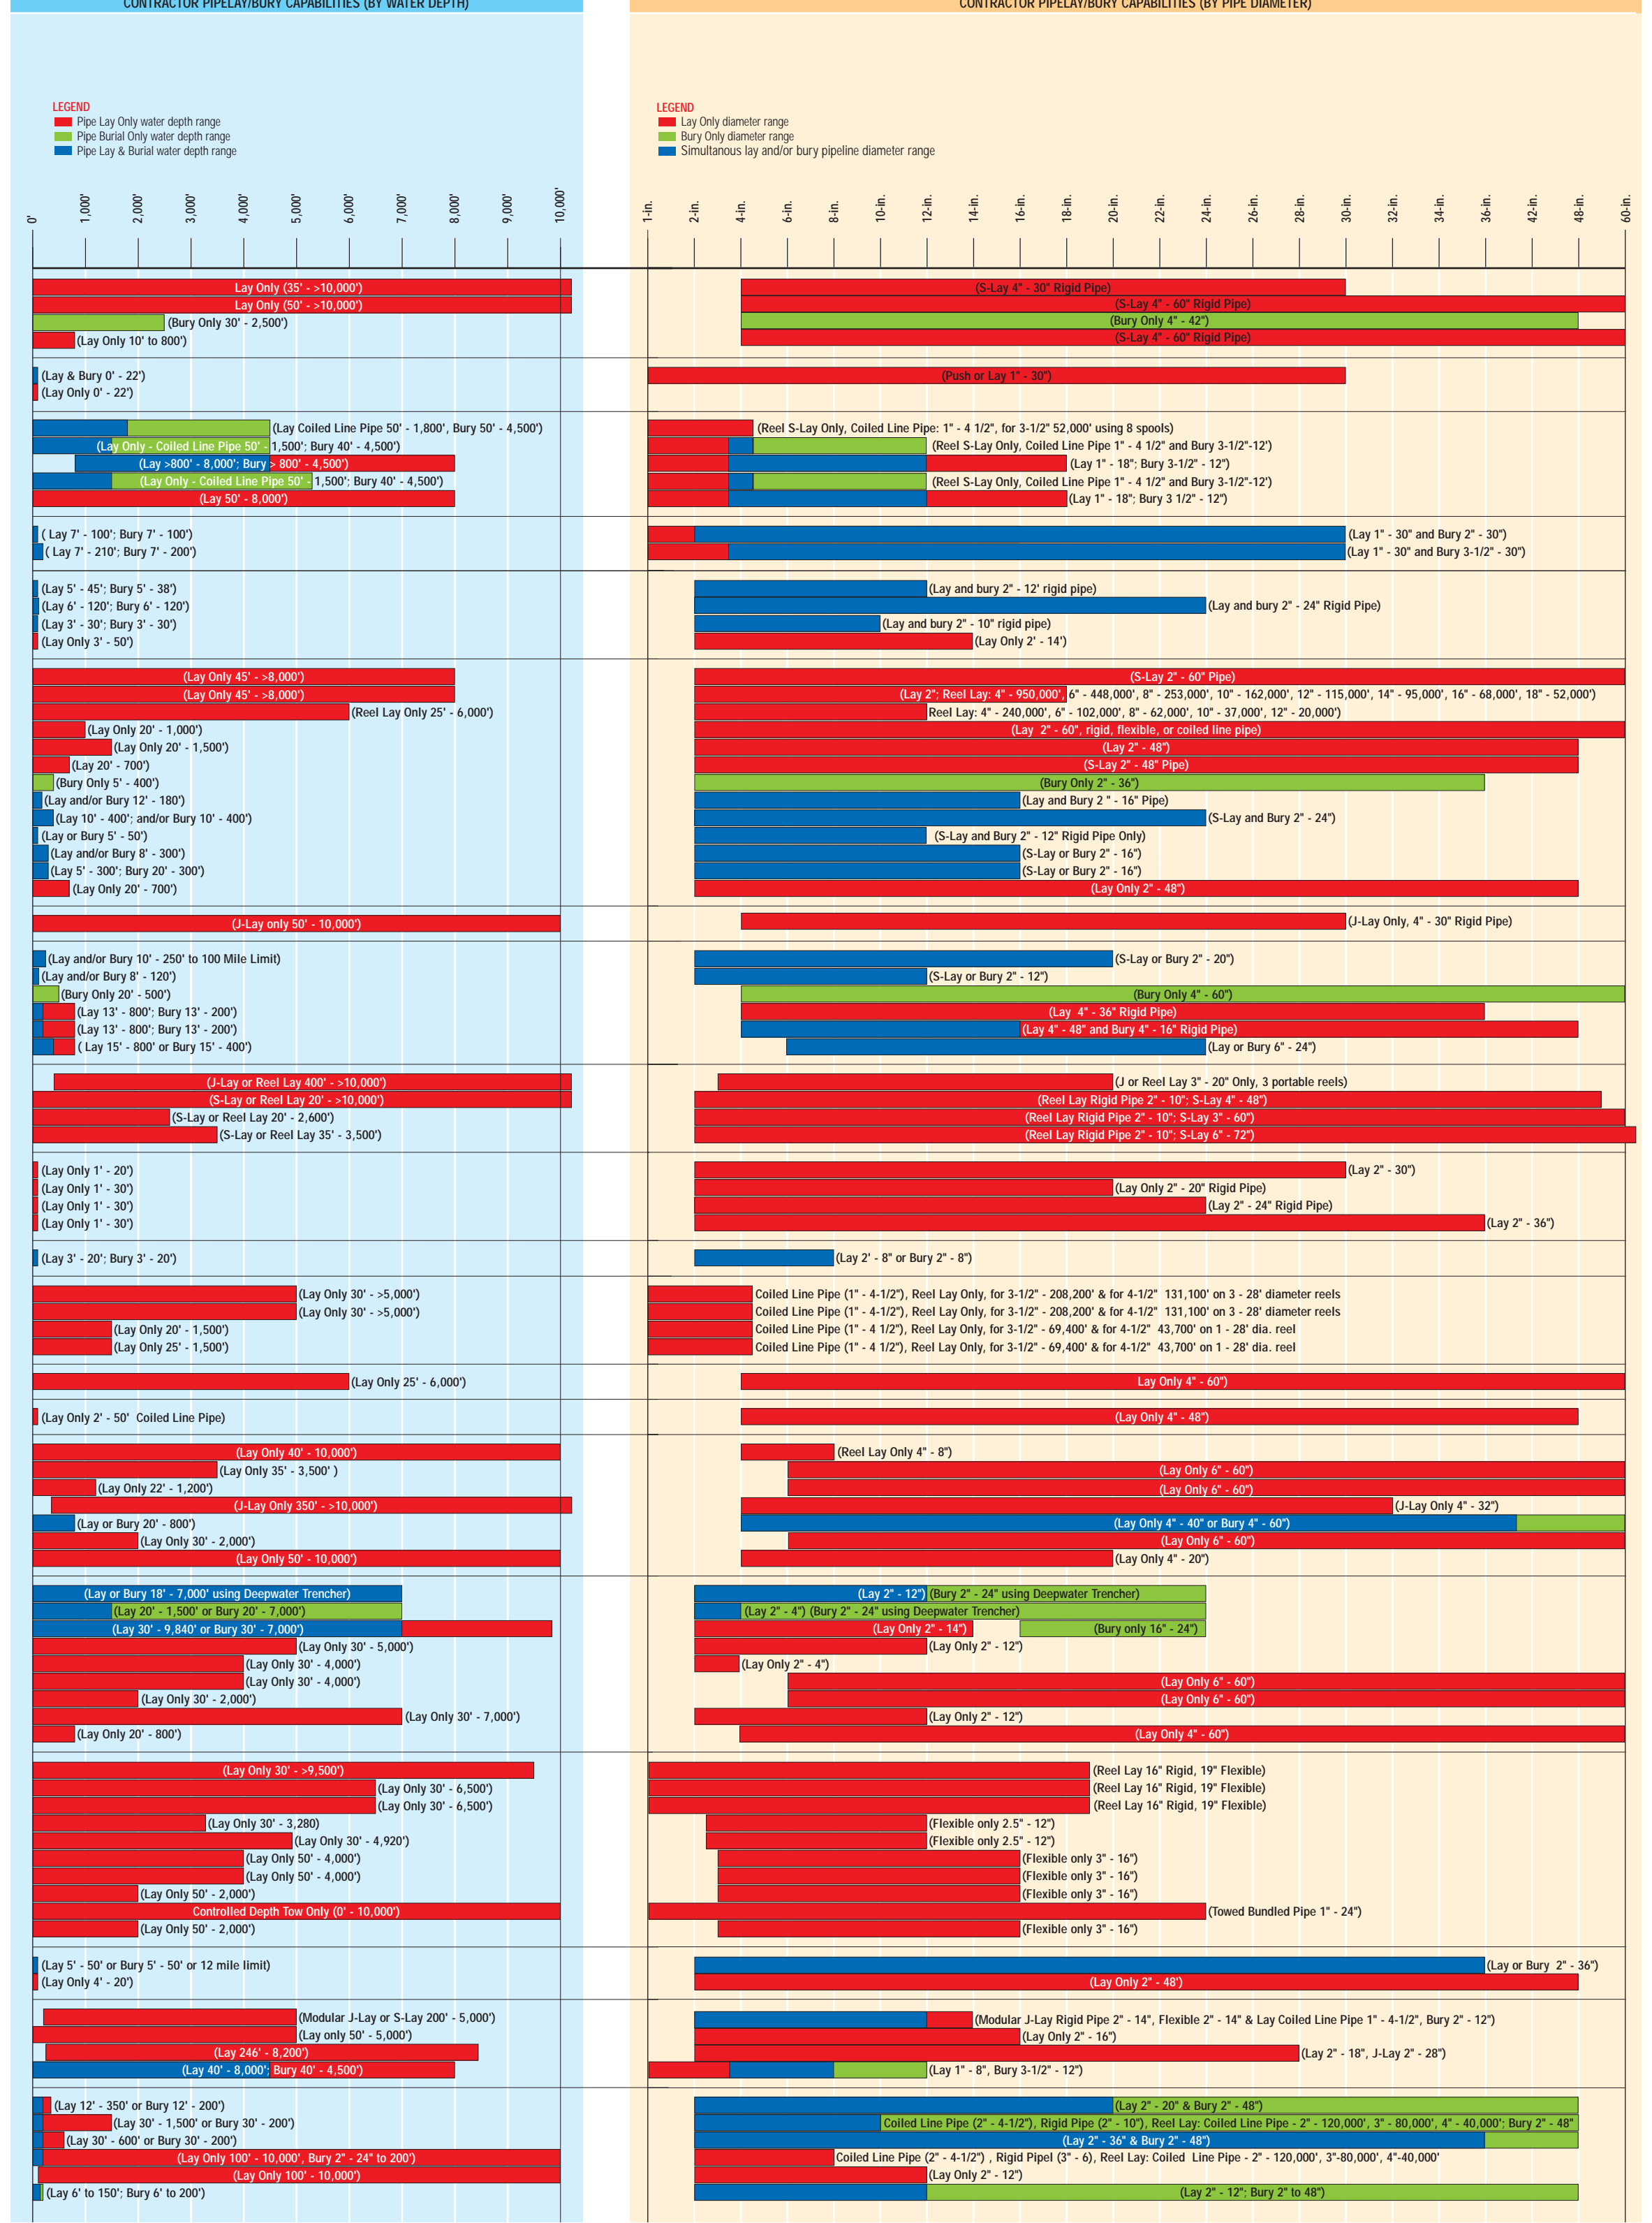 CONTRACTOR PIPELAY/BURY CAPABILITIES (BY WATER DEPTH)
LEGEND
Pipe Lay Only water depth range
Pipe Burial Only water depth range
Pipe Lay & Burial water depth range
0'
1,000'
2,000'
3,000'
4,000'
5,000'
6,000'
7,000'
8,000'
9,000'
10,000'
Lay Only (35' - >10,000')
Lay Only (50' - >10,000')
(Bury Only 30' - 2,500')
(Lay Only 10' to 800')
(Lay & Bury 0' - 22')
(Lay Only 0' - 22')
(Lay Coiled Line Pipe 50' - 1,800', Bury 50' - 4,500')
(Lay Only - Coiled Line Pipe 50' - 1,500'; Bury 40' - 4,500')
(Lay >800' - 8,000'; Bury > 800' - 4,500')
(Lay Only - Coiled Line Pipe 50' - 1,500'; Bury 40' - 4,500')
(Lay 50' - 8,000')
( Lay 7' - 100'; Bury 7' - 100')
( Lay 7' - 210'; Bury 7' - 200')
(Lay 5' - 45'; Bury 5' - 38')
(Lay 6' - 120'; Bury 6' - 120')
(Lay 3' - 30'; Bury 3' - 30')
(Lay Only 3' - 50')
(Lay Only 45' - >8,000')
(Lay Only 45' - >8,000')
(Reel Lay Only 25' - 6,000')
(Lay Only 20' - 1,000')
(Lay Only 20' - 1,500')
(Lay 20' - 700')
(Bury Only 5' - 400')
(Lay and/or Bury 12' - 180')
(Lay 10' - 400'; and/or Bury 10' - 400')
(Lay or Bury 5' - 50')
(Lay and/or Bury 8' - 300')
(Lay 5' - 300'; Bury 20' - 300')
(Lay Only 20' - 700')
(J-Lay only 50' - 10,000')
(Lay and/or Bury 10' - 250' to 100 Mile Limit)
(Lay and/or Bury 8' - 120')
(Bury Only 20' - 500')
(Lay 13' - 800'; Bury 13' - 200')
(Lay 13' - 800'; Bury 13' - 200')
( Lay 15' - 800' or Bury 15' - 400')
(J-Lay or Reel Lay 400' - >10,000')
(S-Lay or Reel Lay 20' - >10,000')
(S-Lay or Reel Lay 20' - 2,600')
(S-Lay or Reel Lay 35' - 3,500')
(Lay Only 1' - 20')
(Lay Only 1' - 30')
(Lay Only 1' - 30')
(Lay Only 1' - 30')
(Lay 3' - 20'; Bury 3' - 20')
(Lay Only 30' - >5,000')
(Lay Only 30' - >5,000')
(Lay Only 20' - 1,500')
(Lay Only 25' - 1,500')
(Lay Only 25' - 6,000')
(Lay Only 2' - 50' Coiled Line Pipe)
(Lay Only 40' - 10,000')
(Lay Only 35' - 3,500' )
(Lay Only 22' - 1,200')
(J-Lay Only 350' - >10,000')
(Lay or Bury 20' - 800')
(Lay Only 30' - 2,000')
(Lay Only 50' - 10,000')
(Lay or Bury 18' - 7,000' using Deepwater Trencher)
(Lay 20' - 1,500' or Bury 20' - 7,000')
(Lay 30' - 9,840' or Bury 30' - 7,000')
(Lay Only 30' - 5,000')
(Lay Only 30' - 4,000')
(Lay Only 30' - 4,000')
(Lay Only 30' - 2,000')
(Lay Only 30' - 7,000')
(Lay Only 20' - 800')
(Lay Only 30' - >9,500')
(Lay Only 30' - 6,500')
(Lay Only 30' - 6,500')
(Lay Only 30' - 3,280)
(Lay Only 30' - 4,920')
(Lay Only 50' - 4,000')
(Lay Only 50' - 4,000')
(Lay Only 50' - 2,000')
Controlled Depth Tow Only (0' - 10,000')
(Lay Only 50' - 2,000')
(Lay 5' - 50' or Bury 5' - 50' or 12 mile limit)
(Lay Only 4' - 20')
(Modular J-Lay or S-Lay 200' - 5,000')
(Lay only 50' - 5,000')
(Lay 246' - 8,200')
(Lay 40' - 8,000'; Bury 40' - 4,500')
(Lay 12' - 350' or Bury 12' - 200')
(Lay 30' - 1,500' or Bury 30' - 200')
(Lay 30' - 600' or Bury 30' - 200')
(Lay Only 100' - 10,000', Bury 2" - 24" to 200')
(Lay Only 100' - 10,000')
(Lay 6' to 150'; Bury 6' to 200')
CONTRACTOR PIPELAY/BURY CAPABILITIES (BY PIPE DIAMETER)
LEGEND
Lay Only diameter range
Bury Only diameter range
Simultanous lay and/or bury pipeline diameter range
1-in.
2-in.
4-in.
6-in.
8-in.
10-in.
12-in.
14-in.
16-in.
18-in.
20-in.
22-in.
24-in.
26-in.
28-in.
30-in.
32-in.
34-in.
36-in.
42-in.
48-in.
60-in.
(S-Lay 4" - 30" Rigid Pipe)
(S-Lay 4" - 60" Rigid Pipe)
(Bury Only 4" - 42")
(S-Lay 4" - 60" Rigid Pipe)
(Push or Lay 1" - 30")
(Reel S-Lay Only, Coiled Line Pipe: 1" - 4 1/2", for 3-1/2" 52,000' using 8 spools)
(Reel S-Lay Only, Coiled Line Pipe 1" - 4 1/2" and Bury 3-1/2"-12')
(Lay 1" - 18"; Bury 3-1/2" - 12")
(Reel S-Lay Only, Coiled Line Pipe 1" - 4 1/2" and Bury 3-1/2"-12')
(Lay 1" - 18"; Bury 3 1/2" - 12")
(Lay 1" - 30" and Bury 2" - 30")
(Lay 1" - 30" and Bury 3-1/2" - 30")
(Lay and bury 2" - 12' rigid pipe)
(Lay and bury 2" - 24" Rigid Pipe)
(Lay and bury 2" - 10" rigid pipe)
(Lay Only 2' - 14')
(S-Lay 2" - 60" Pipe)
(Lay 2"; Reel Lay: 4" - 950,000', 6" - 448,000', 8" - 253,000', 10" - 162,000', 12" - 115,000', 14" - 95,000', 16" - 68,000', 18" - 52,000')
Reel Lay: 4" - 240,000', 6" - 102,000', 8" - 62,000', 10" - 37,000', 12" - 20,000')
(Lay 2" - 60", rigid, flexible, or coiled line pipe)
(Lay 2" - 48")
(S-Lay 2" - 48" Pipe)
(Bury Only 2" - 36")
(Lay and Bury 2 " - 16" Pipe)
(S-Lay and Bury 2" - 24")
(S-Lay and Bury 2" - 12" Rigid Pipe Only)
(S-Lay or Bury 2" - 16")
(S-Lay or Bury 2" - 16")
(Lay Only 2" - 48")
(J-Lay Only, 4" - 30" Rigid Pipe)
(S-Lay or Bury 2" - 20")
(S-Lay or Bury 2" - 12")
(Bury Only 4" - 60")
(Lay 4" - 36" Rigid Pipe)
(Lay 4" - 48" and Bury 4" - 16" Rigid Pipe)
(Lay or Bury 6" - 24")
(J or Reel Lay 3" - 20" Only, 3 portable reels)
(Reel Lay Rigid Pipe 2" - 10"; S-Lay 4" - 48")
(Reel Lay Rigid Pipe 2" - 10"; S-Lay 3" - 60")
(Reel Lay Rigid Pipe 2" - 10"; S-Lay 6" - 72")
(Lay 2" - 30")
(Lay Only 2" - 20" Rigid Pipe)
(Lay 2" - 24" Rigid Pipe)
(Lay 2" - 36")
(Lay 2' - 8" or Bury 2" - 8")
Coiled Line Pipe (1" - 4-1/2"), Reel Lay Only, for 3-1/2" - 208,200' & for 4-1/2" 131,100' on 3 - 28' diameter reels
Coiled Line Pipe (1" - 4-1/2"), Reel Lay Only, for 3-1/2" - 208,200' & for 4-1/2" 131,100' on 3 - 28' diameter reels
Coiled Line Pipe (1" - 4 1/2"), Reel Lay Only, for 3-1/2" - 69,400' & for 4-1/2" 43,700' on 1 - 28' dia. reel
Coiled Line Pipe (1" - 4 1/2"), Reel Lay Only, for 3-1/2" - 69,400' & for 4-1/2" 43,700' on 1 - 28' dia. reel
Lay Only 4" - 60")
(Lay Only 4" - 48")
(Reel Lay Only 4" - 8")
(Lay Only 6" - 60")
(Lay Only 6" - 60")
(J-Lay Only 4" - 32")
(Lay Only 4" - 40" or Bury 4" - 60")
(Lay Only 6" - 60")
(Lay Only 4" - 20")
(Lay 2" - 12") (Bury 2" - 24" using Deepwater Trencher)
(Lay 2" - 4") (Bury 2" - 24" using Deepwater Trencher)
(Lay Only 2" - 14") (Bury only 16" - 24")
(Lay Only 2" - 12")
(Lay Only 2" - 4")
(Lay Only 6" - 60")
(Lay Only 6" - 60")
(Lay Only 2" - 12")
(Lay Only 4" - 60")
(Reel Lay 16" Rigid, 19" Flexible)
(Reel Lay 16" Rigid, 19" Flexible)
(Reel Lay 16" Rigid, 19" Flexible)
(Flexible only 2.5" - 12")
(Flexible only 2.5" - 12")
(Flexible only 3" - 16")
(Flexible only 3" - 16")
(Flexible only 3" - 16")
(Towed Bundled Pipe 1" - 24")
(Flexible only 3" - 16")
(Lay or Bury 2" - 36")
(Lay Only 2" - 48')
(Modular J-Lay Rigid Pipe 2" - 14", Flexible 2" - 14" & Lay Coiled Line Pipe 1" - 4-1/2", Bury 2" - 12")
(Lay Only 2" - 16")
(Lay 2" - 18", J-Lay 2" - 28")
(Lay 1" - 8", Bury 3-1/2" - 12")
(Lay 2" - 20" & Bury 2" - 48")
Coiled Line Pipe (2" - 4-1/2"), Rigid Pipe (2" - 10"), Reel Lay: Coiled Line Pipe - 2" - 120,000', 3" - 80,000', 4" - 40,000'; Bury 2" - 48"
(Lay 2" - 36" & Bury 2" - 48")
Coiled Line Pipe (2" - 4-1/2") , Rigid Pipel (3" - 6), Reel Lay: Coiled Line Pipe - 2" - 120,000', 3"-80,000', 4"-40,000'
(Lay Only 2" - 12")
(Lay 2" - 12"; Bury 2" to 48")